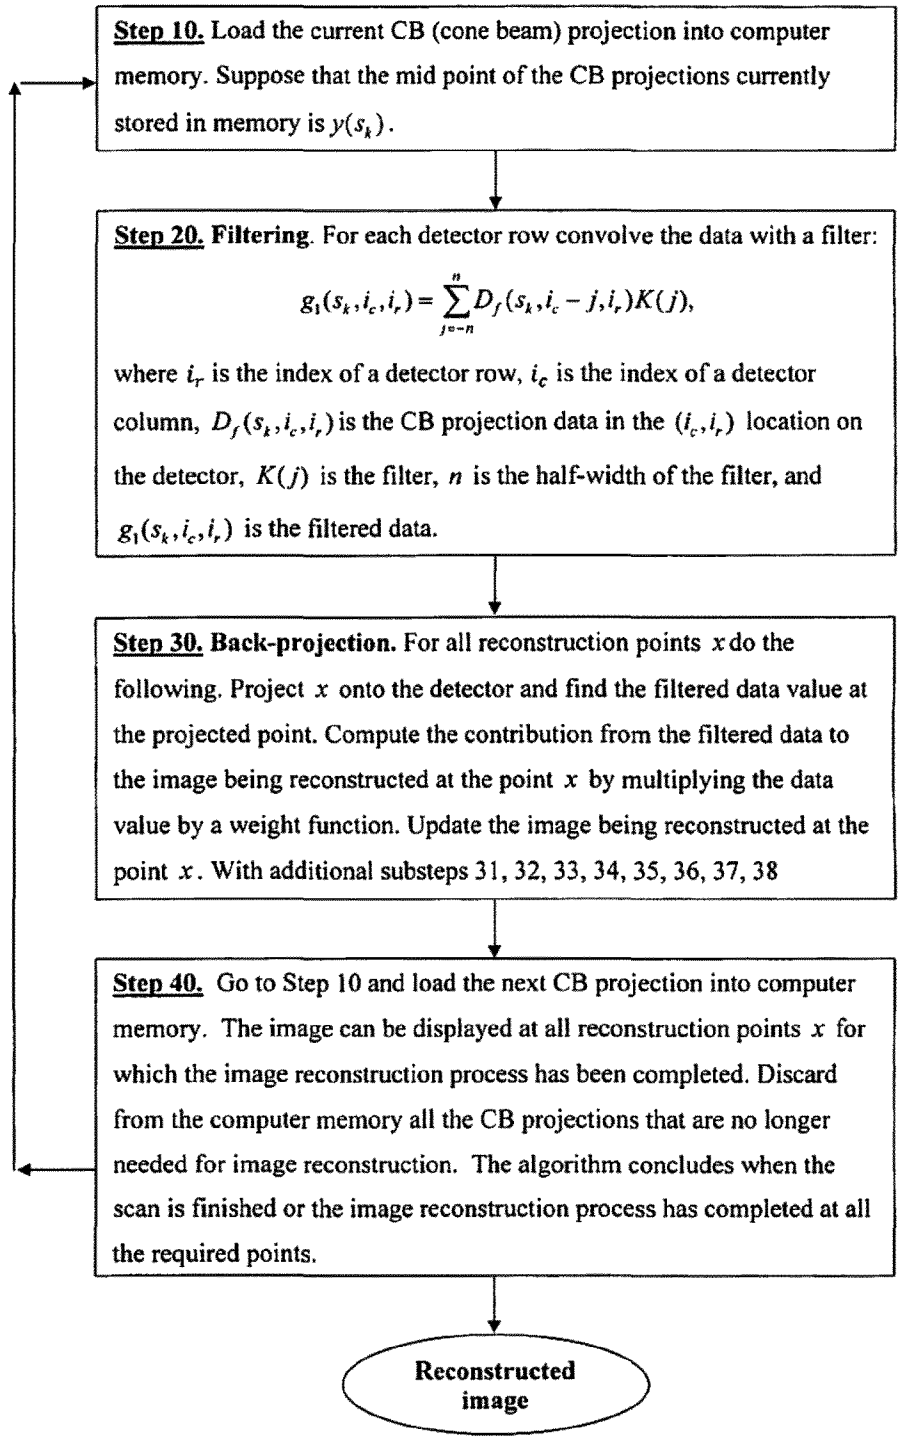 Step 10. Load the current CB (cone beam) projection into computer
memory. Suppose that the mid point of the CB projections currently
stored in memory is y(s_k).
Step 20. Filtering. For each detector row convolve the data with a filter:
g_1(s_k, i_c, i_r) = \sum_{j=-n}^{n} D_f(s_k, i_c - j, i_r)K(j),
where i_r is the index of a detector row, i_c is the index of a detector
column, D_f(s_k, i_c, i_r) is the CB projection data in the (i_c, i_r) location on
the detector, K(j) is the filter, n is the half-width of the filter, and
g_1(s_k, i_c, i_r) is the filtered data.
Step 30. Back-projection. For all reconstruction points x do the
following. Project x onto the detector and find the filtered data value at
the projected point. Compute the contribution from the filtered data to
the image being reconstructed at the point x by multiplying the data
value by a weight function. Update the image being reconstructed at the
point x. With additional substeps 31, 32, 33, 34, 35, 36, 37, 38
Step 40. Go to Step 10 and load the next CB projection into computer
memory. The image can be displayed at all reconstruction points x for
which the image reconstruction process has been completed. Discard
from the computer memory all the CB projections that are no longer
needed for image reconstruction. The algorithm concludes when the
scan is finished or the image reconstruction process has completed at all
the required points.
Reconstructed
image